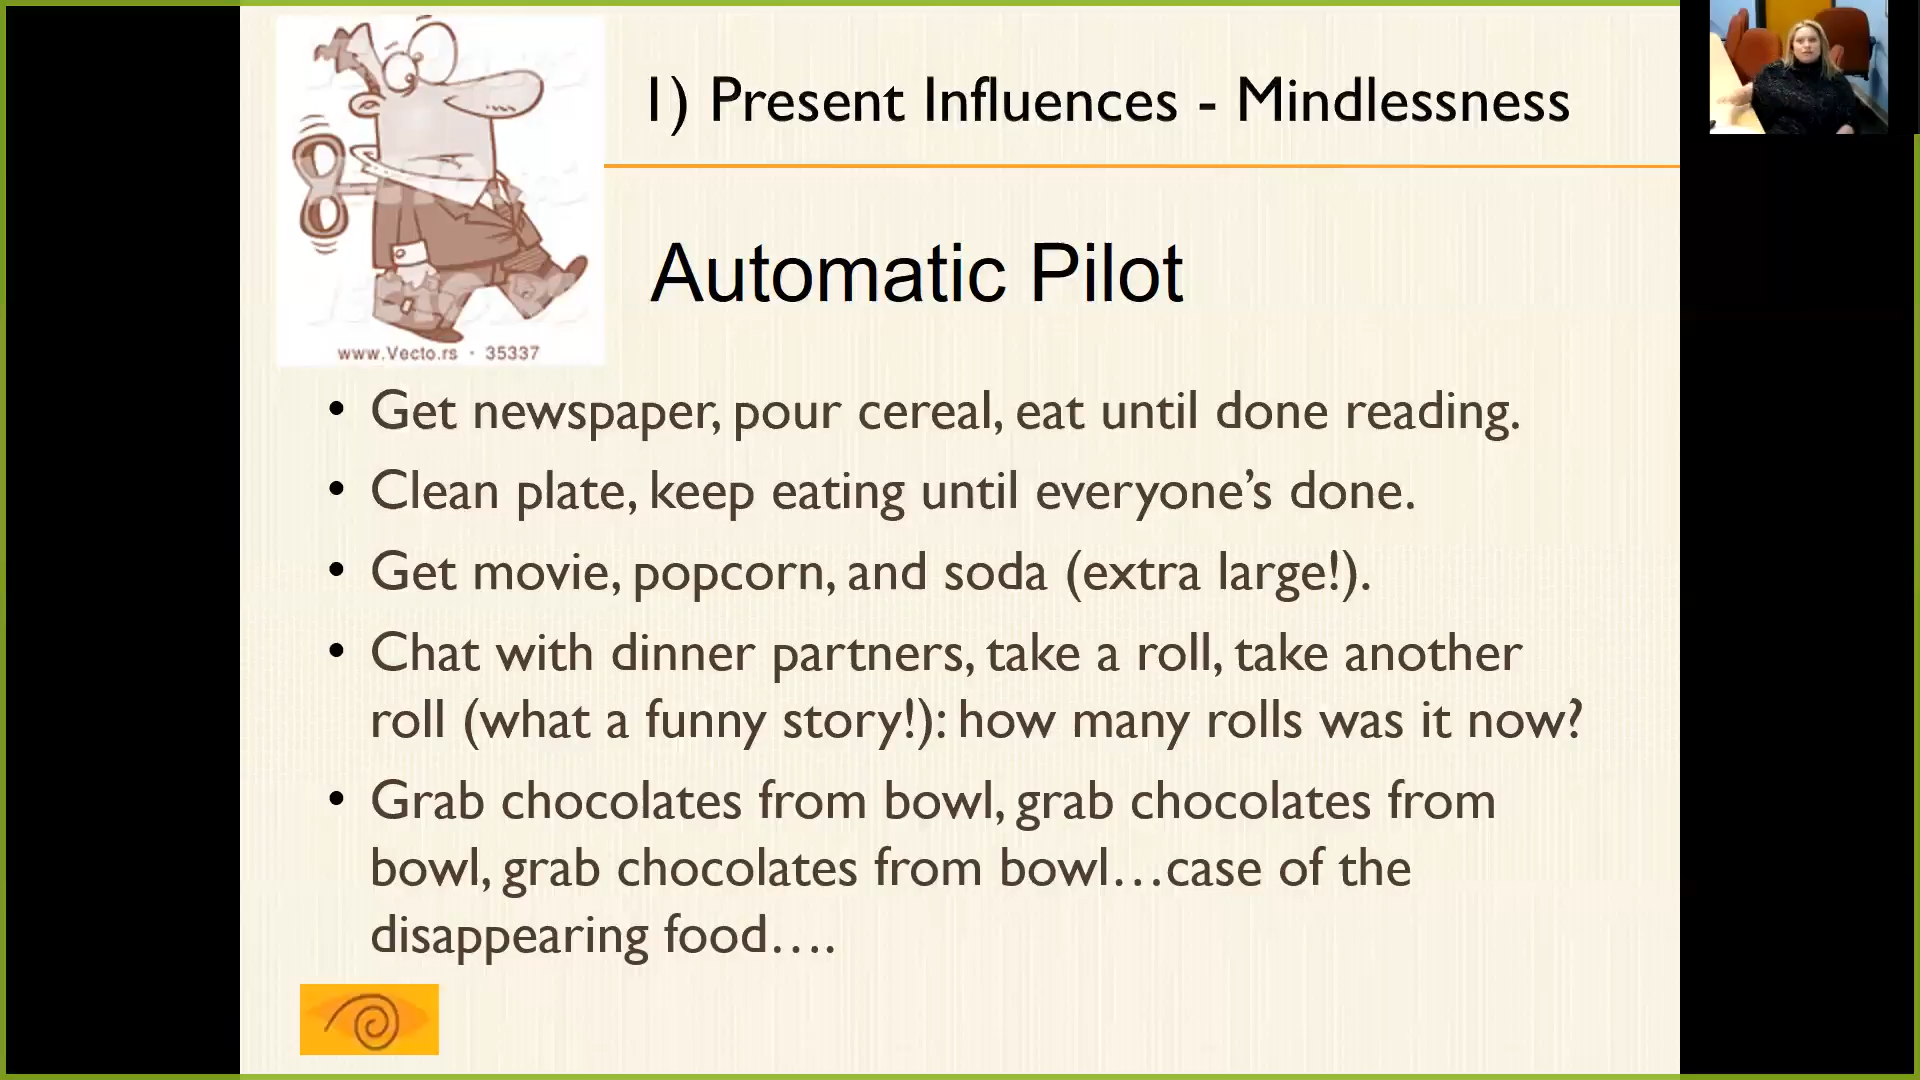 1) Present Influences - Mindlessness
Automatic Pilot
www.Vecto.rs · 35337
• Get newspaper, pour cereal, eat until done reading.
• Clean plate, keep eating until everyone’s done.
• Get movie, popcorn, and soda (extra large!).
• Chat with dinner partners, take a roll, take another
roll (what a funny story!): how many rolls was it now?
• Grab chocolates from bowl, grab chocolates from
bowl, grab chocolates from bowl…case of the
disappearing food….